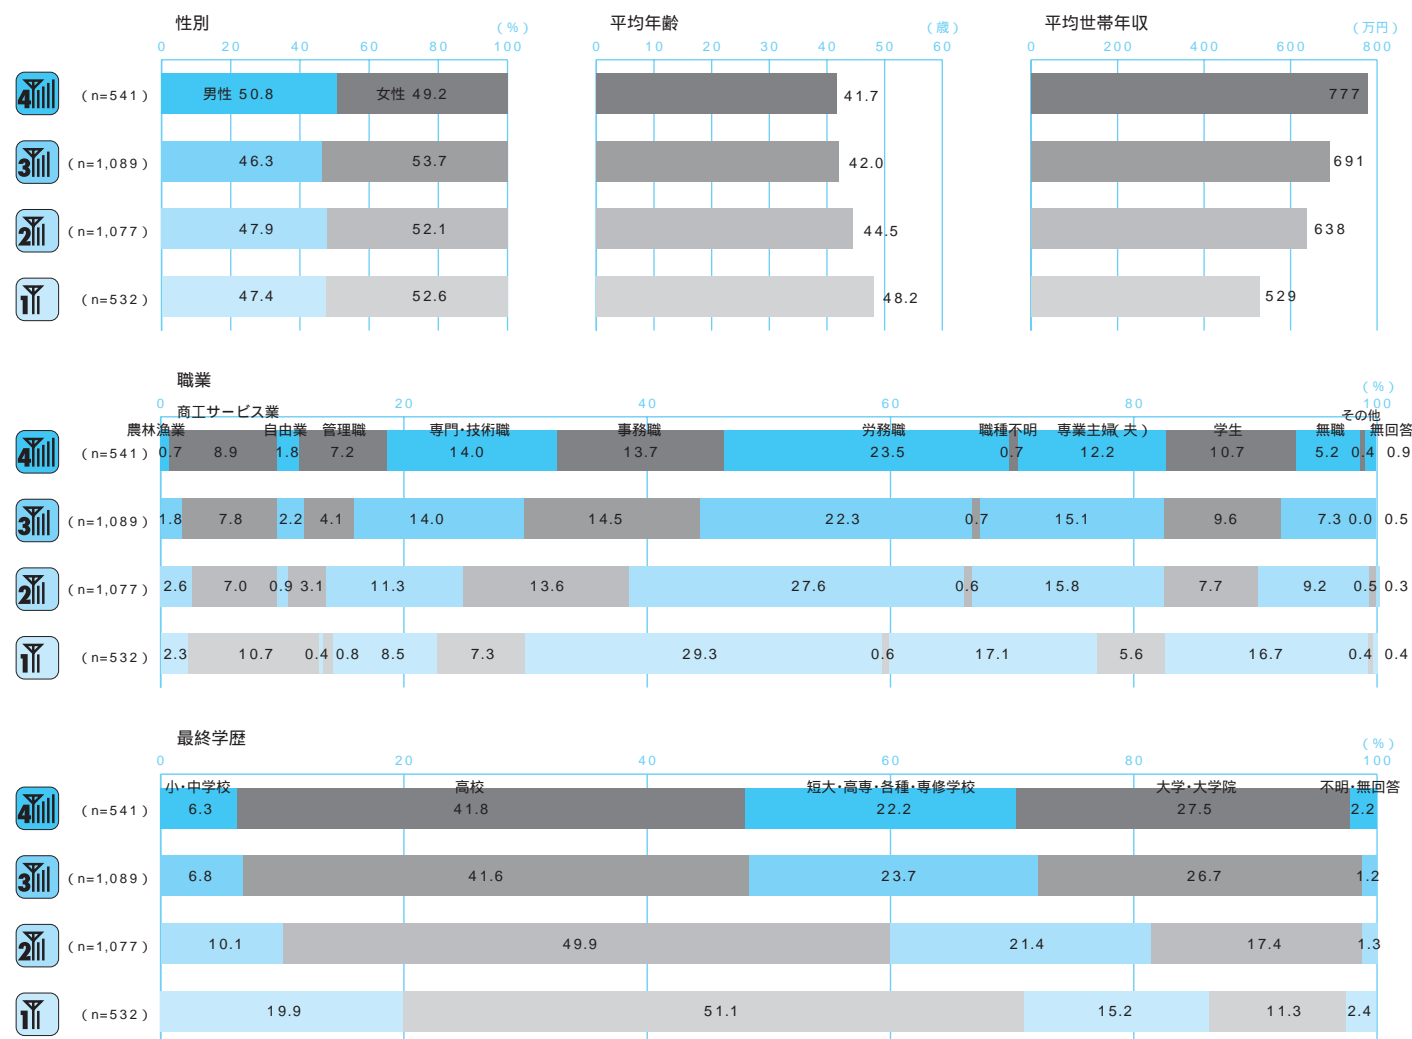 性別
(%)
0 20 40 60 80 100
4 (n=541) 男性 50.8 女性 49.2
3 (n=1,089) 46.3 53.7
2 (n=1,077) 47.9 52.1
1 (n=532) 47.4 52.6
平均年齢
(歳)
0 10 20 30 40 50 60
41.7
42.0
44.5
48.2
平均世帯年収
(万円)
0 200 400 600 800
777
691
638
529
職業
(%)
0 20 40 60 80 100
農林漁業 商工サービス業 自由業 管理職 専門・技術職 事務職 労務職 職種不明 専業主婦(夫) 学生 無職 その他 無回答
4 (n=541) 0.7 8.9 1.8 7.2 14.0 13.7 23.5 0.7 12.2 10.7 5.2 0.4 0.9
3 (n=1,089) 1.8 7.8 2.2 4.1 14.0 14.5 22.3 0.7 15.1 9.6 7.3 0.0 0.5
2 (n=1,077) 2.6 7.0 0.9 3.1 11.3 13.6 27.6 0.6 15.8 7.7 9.2 0.5 0.3
1 (n=532) 2.3 10.7 0.4 0.8 8.5 7.3 29.3 0.6 17.1 5.6 16.7 0.4 0.4
最終学歴
(%)
0 20 40 60 80 100
小・中学校 高校 短大・高専・各種・専修学校 大学・大学院 不明・無回答
4 (n=541) 6.3 41.8 22.2 27.5 2.2
3 (n=1,089) 6.8 41.6 23.7 26.7 1.2
2 (n=1,077) 10.1 49.9 21.4 17.4 1.3
1 (n=532) 19.9 51.1 15.2 11.3 2.4